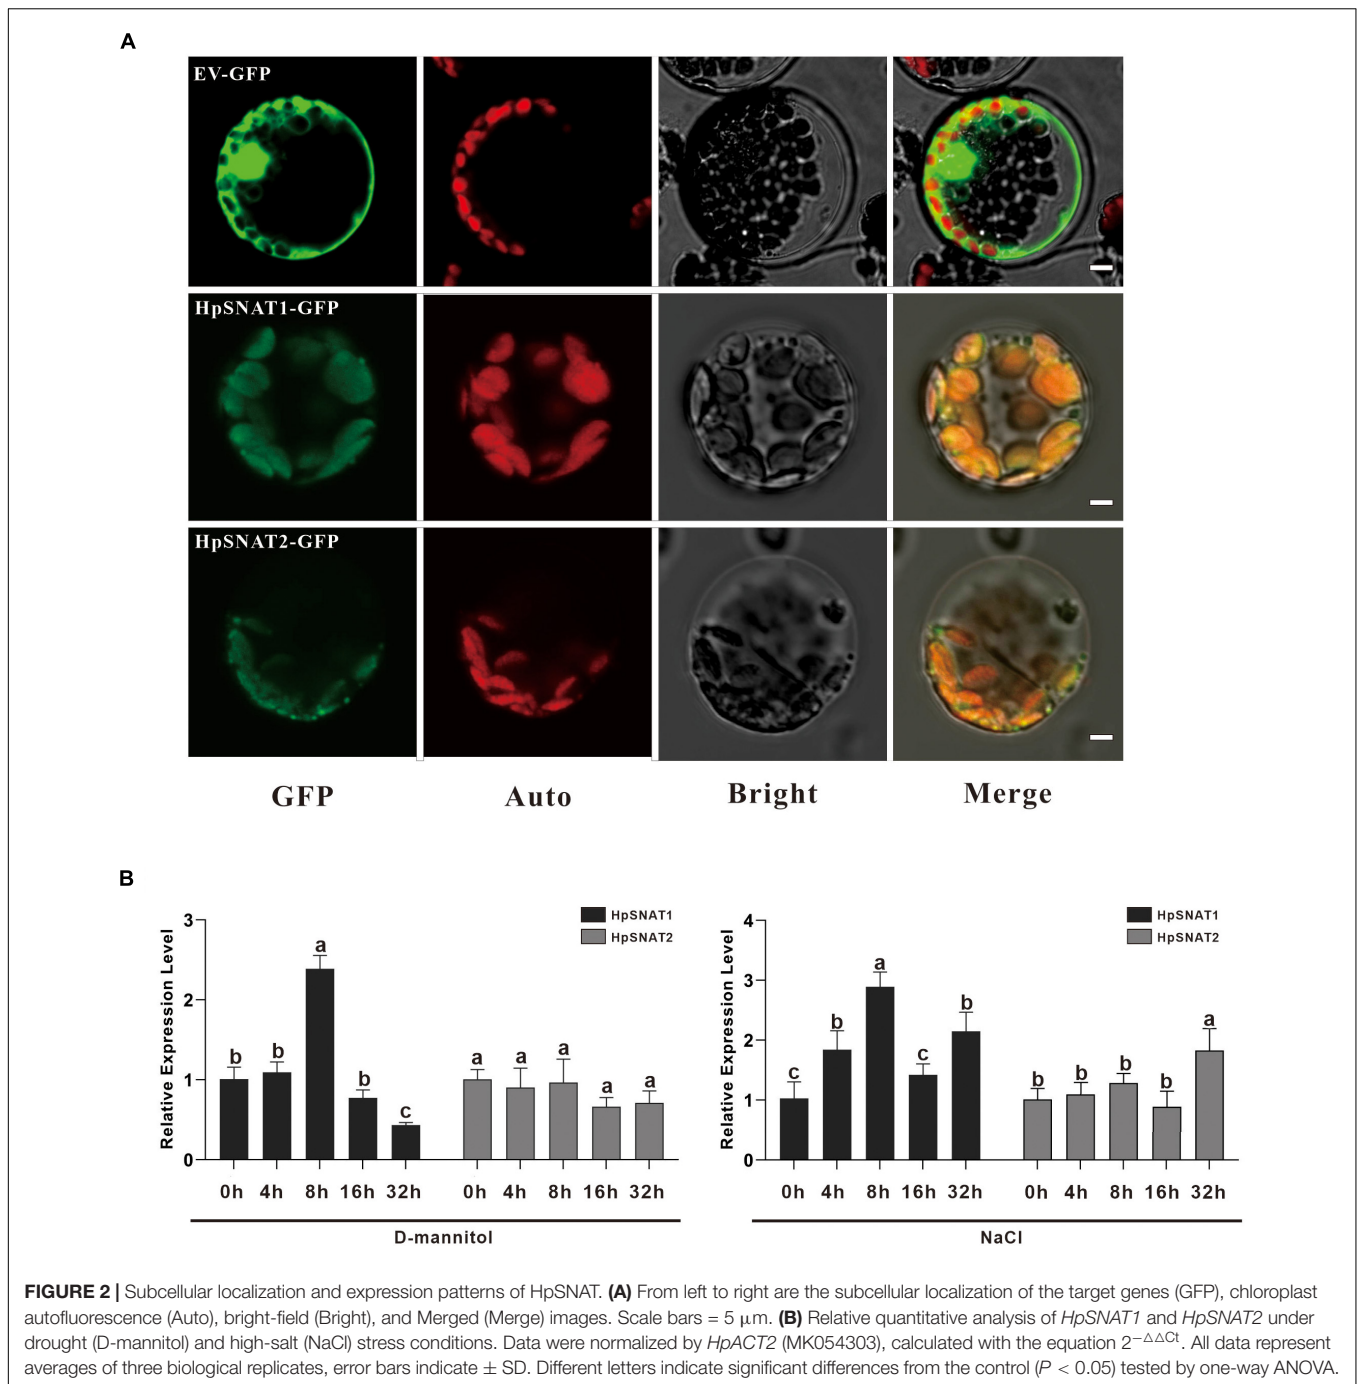 A
EV-GFP
HpSNAT1-GFP
HpSNAT2-GFP
GFP Auto Bright Merge
B
Relative Expression Level
3
2
1
0
b b a b c a a a a a
HpSNAT1
HpSNAT2
0h 4h 8h 16h 32h 0h 4h 8h 16h 32h
D-mannitol
Relative Expression Level
4
3
2
1
0
c b a c b b b b b a
HpSNAT1
HpSNAT2
0h 4h 8h 16h 32h 0h 4h 8h 16h 32h
NaCl
FIGURE 2 | Subcellular localization and expression patterns of HpSNAT. (A) From left to right are the subcellular localization of the target genes (GFP), chloroplast
autofluorescence (Auto), bright-field (Bright), and Merged (Merge) images. Scale bars = 5 μm. (B) Relative quantitative analysis of HpSNAT1 and HpSNAT2 under
drought (D-mannitol) and high-salt (NaCl) stress conditions. Data were normalized by HpACT2 (MK054303), calculated with the equation 2−△△Ct. All data represent
averages of three biological replicates, error bars indicate ± SD. Different letters indicate significant differences from the control (P < 0.05) tested by one-way ANOVA.